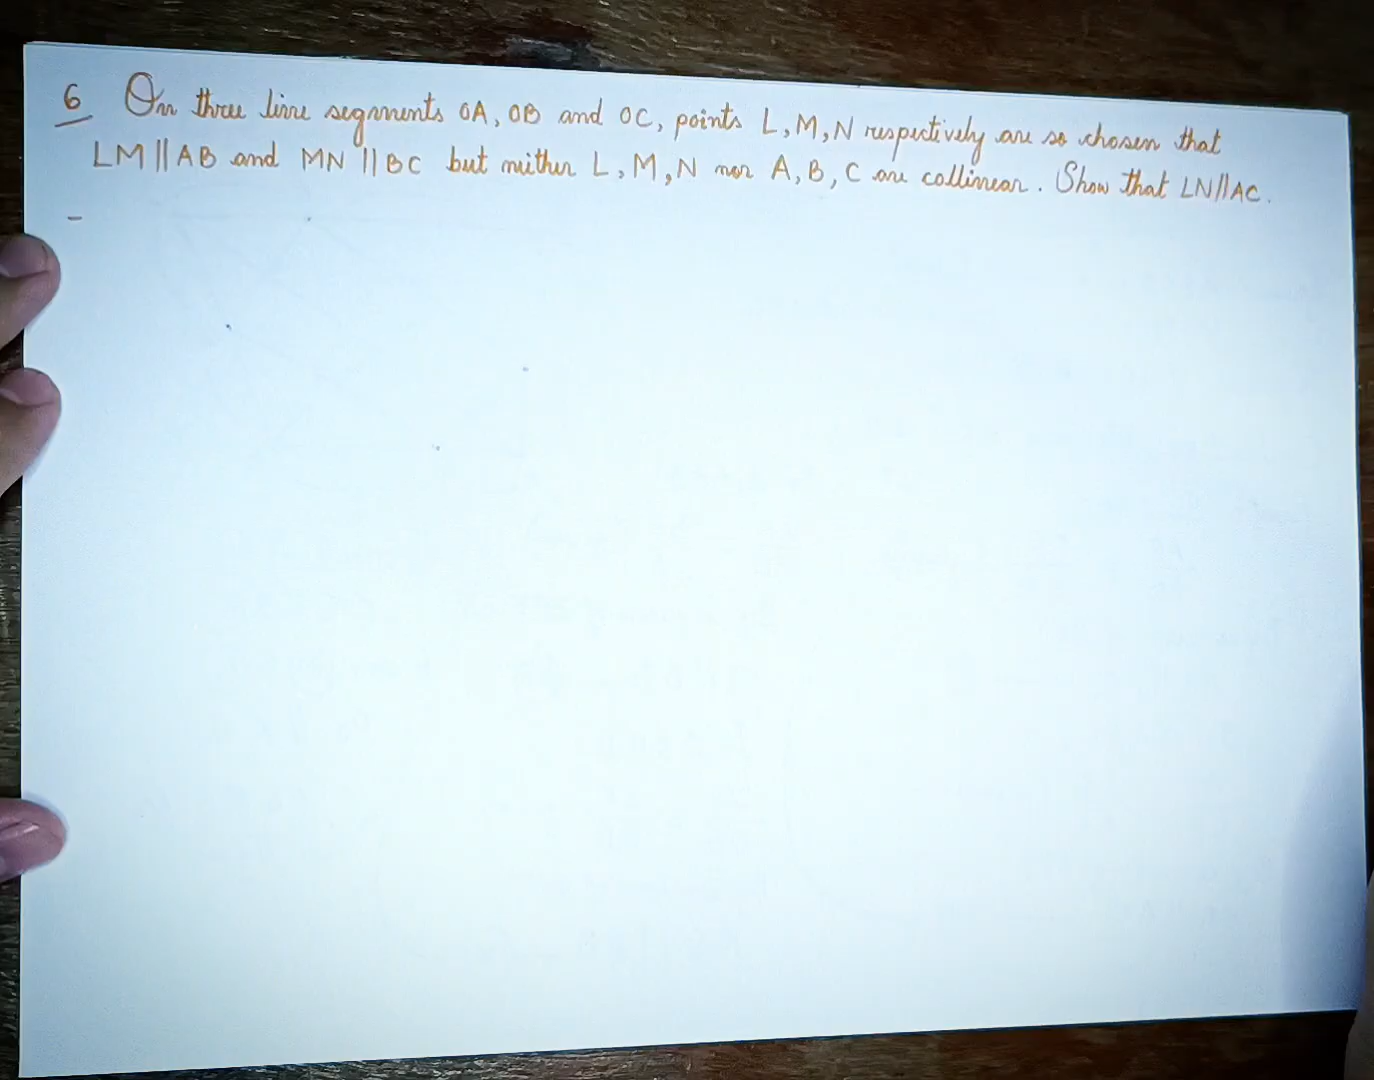 6 On three line segments OA, OB and OC, points L, M, N respectively are so chosen that
LM || AB and MN || BC but neither L, M, N nor A, B, C are collinear. Show that LN || AC.
-